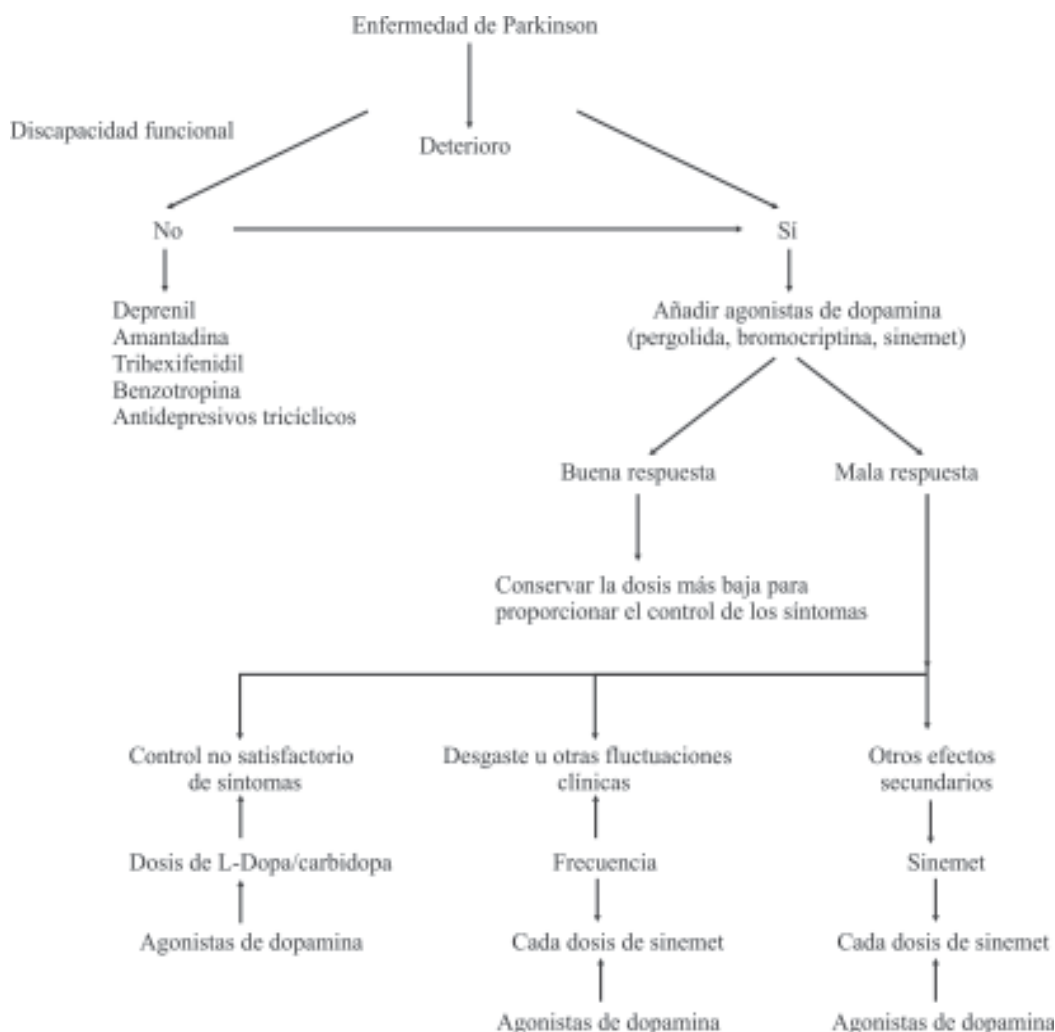 Enfermedad de Parkinson
Discapacidad funcional
Deterioro
No
Sí
Deprenil
Amantadina
Trihexifenidil
Benzotropina
Antidepresivos tricíclicos
Añadir agonistas de dopamina
(pergolida, bromocriptina, sinemet)
Buena respuesta
Mala respuesta
Conservar la dosis más baja para
proporcionar el control de los síntomas
Control no satisfactorio
de síntomas
Desgaste u otras fluctuaciones
clínicas
Otros efectos
secundarios
Dosis de L-Dopa/carbidopa
Frecuencia
Sinemet
Agonistas de dopamina
Cada dosis de sinemet
Cada dosis de sinemet
Agonistas de dopamina
Agonistas de dopamina